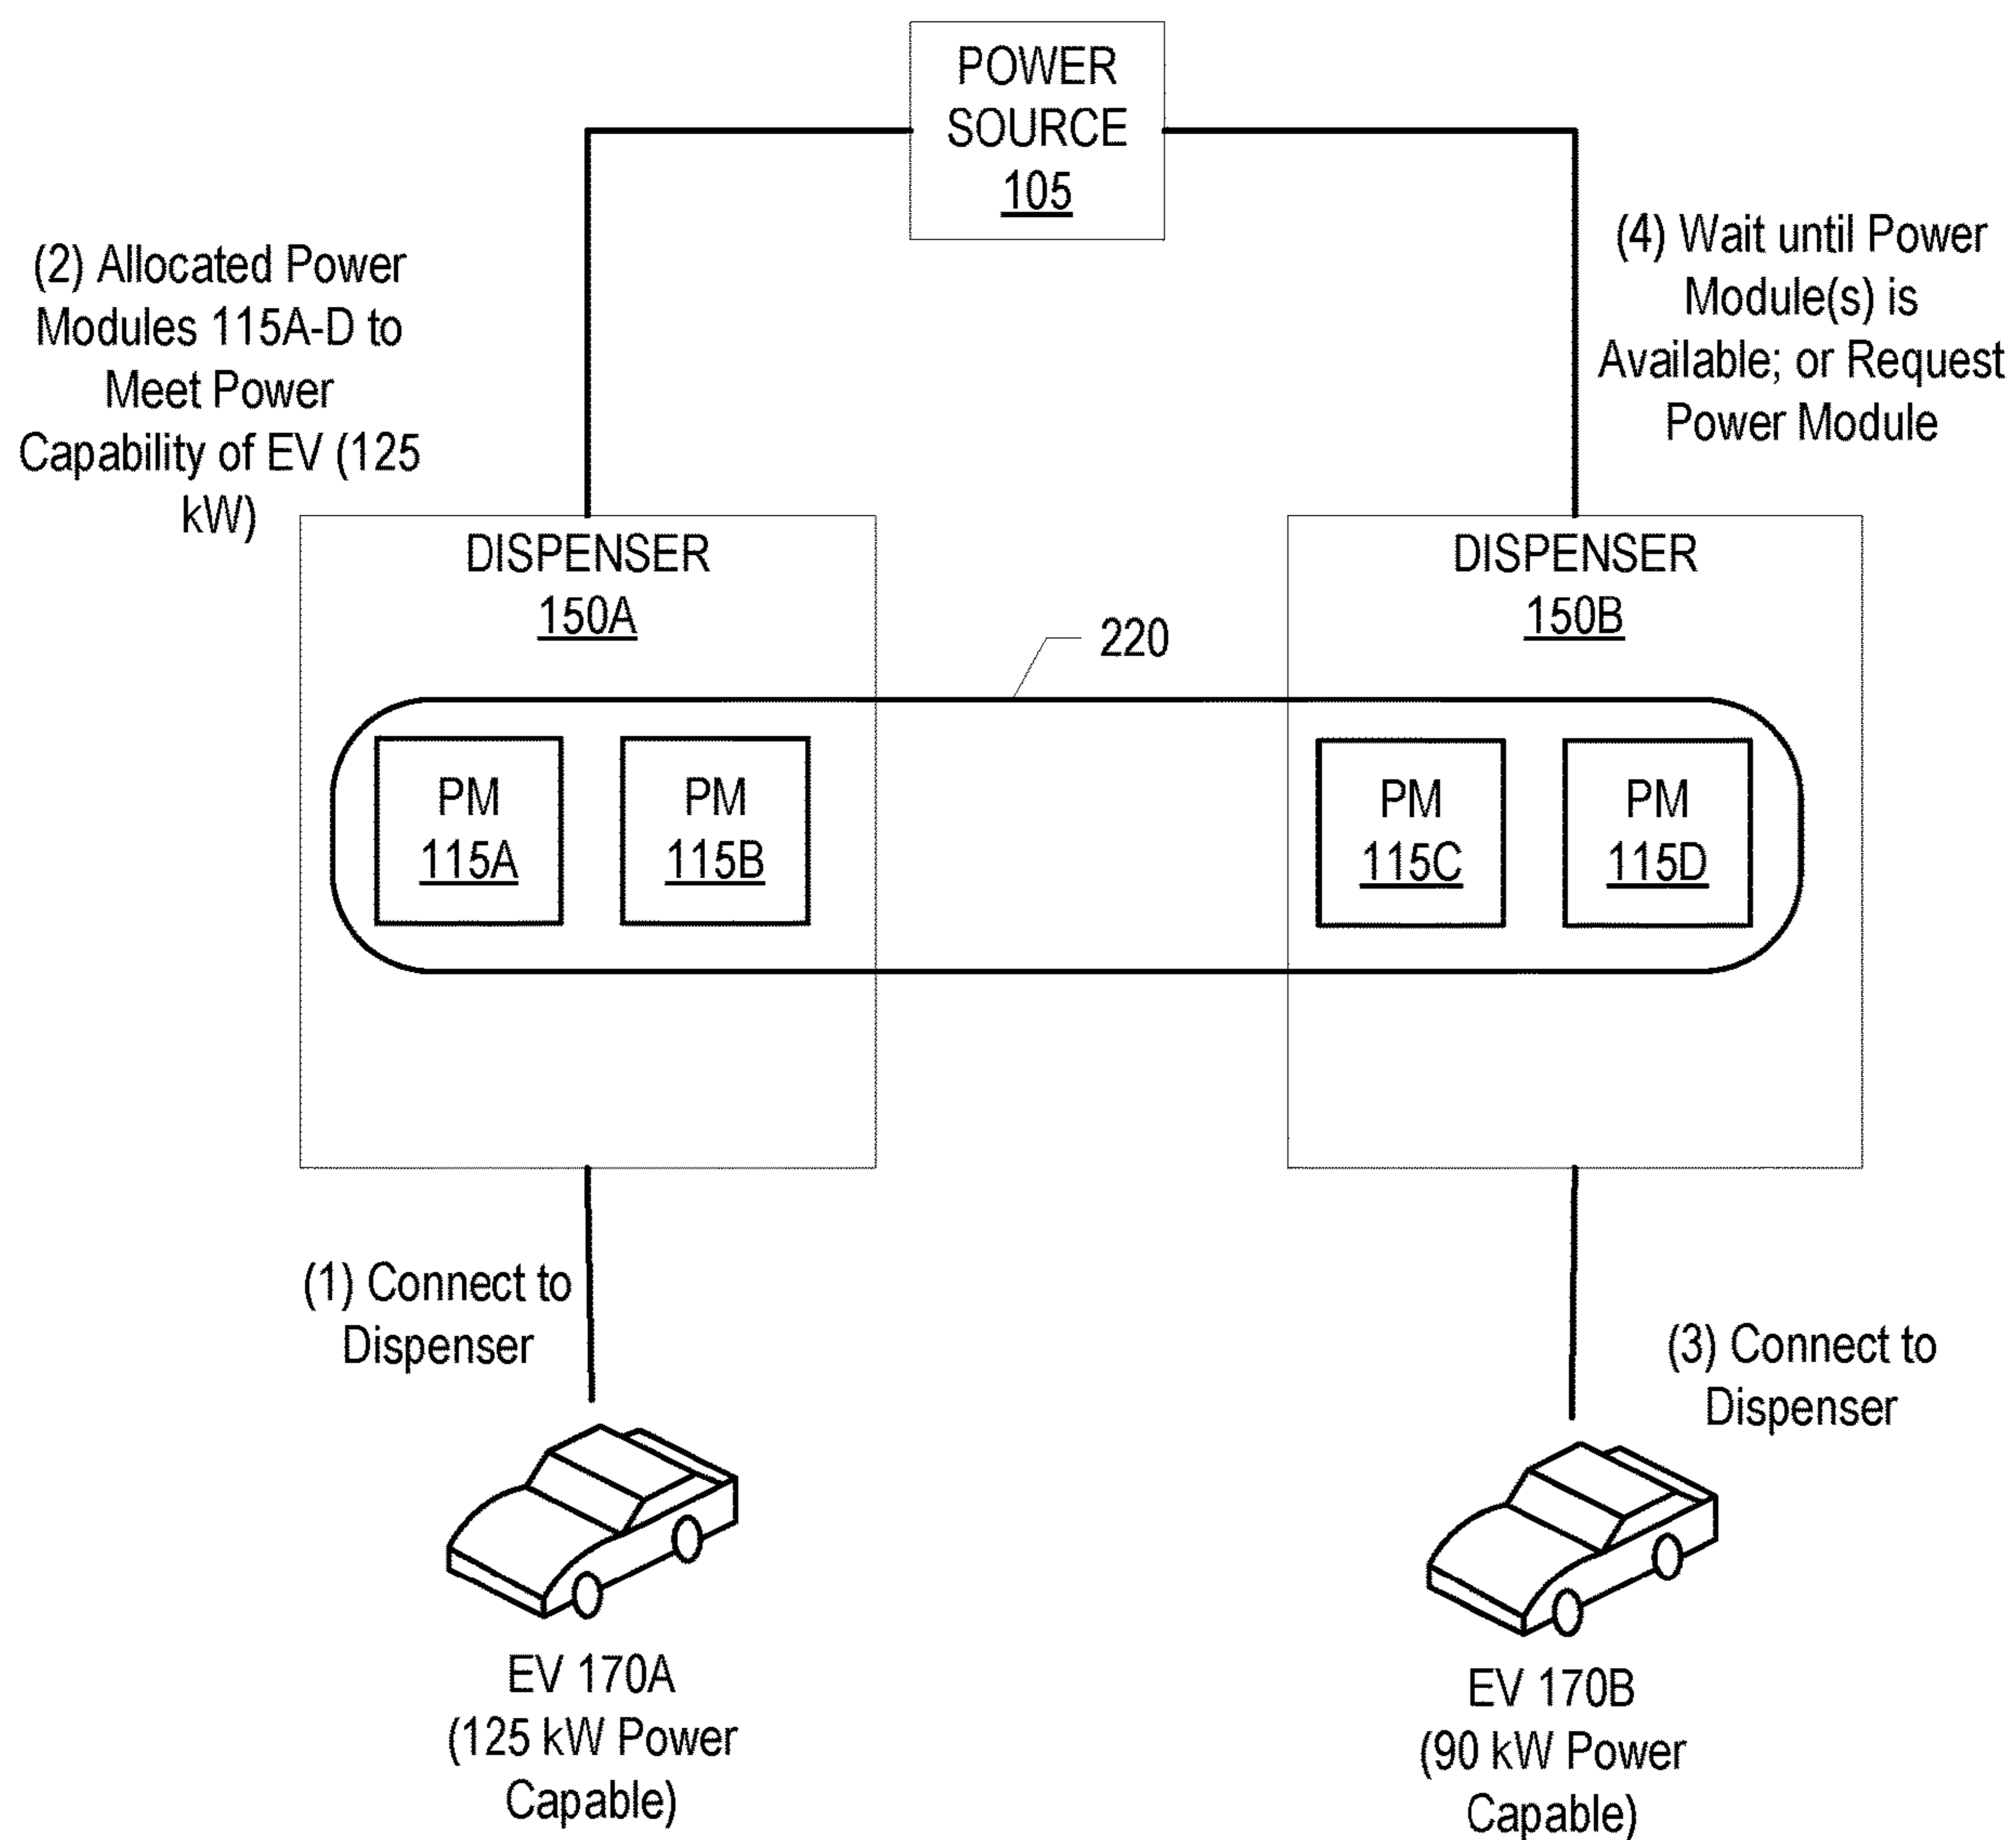 POWER
SOURCE
105
(2) Allocated Power
Modules 115A-D to
Meet Power
Capability of EV (125
kW)
(4) Wait until Power
Module(s) is
Available; or Request
Power Module
DISPENSER
150A
DISPENSER
150B
220
PM
115A
PM
115B
PM
115C
PM
115D
(1) Connect to
Dispenser
(3) Connect to
Dispenser
EV 170A
(125 kW Power
Capable)
EV 170B
(90 kW Power
Capable)